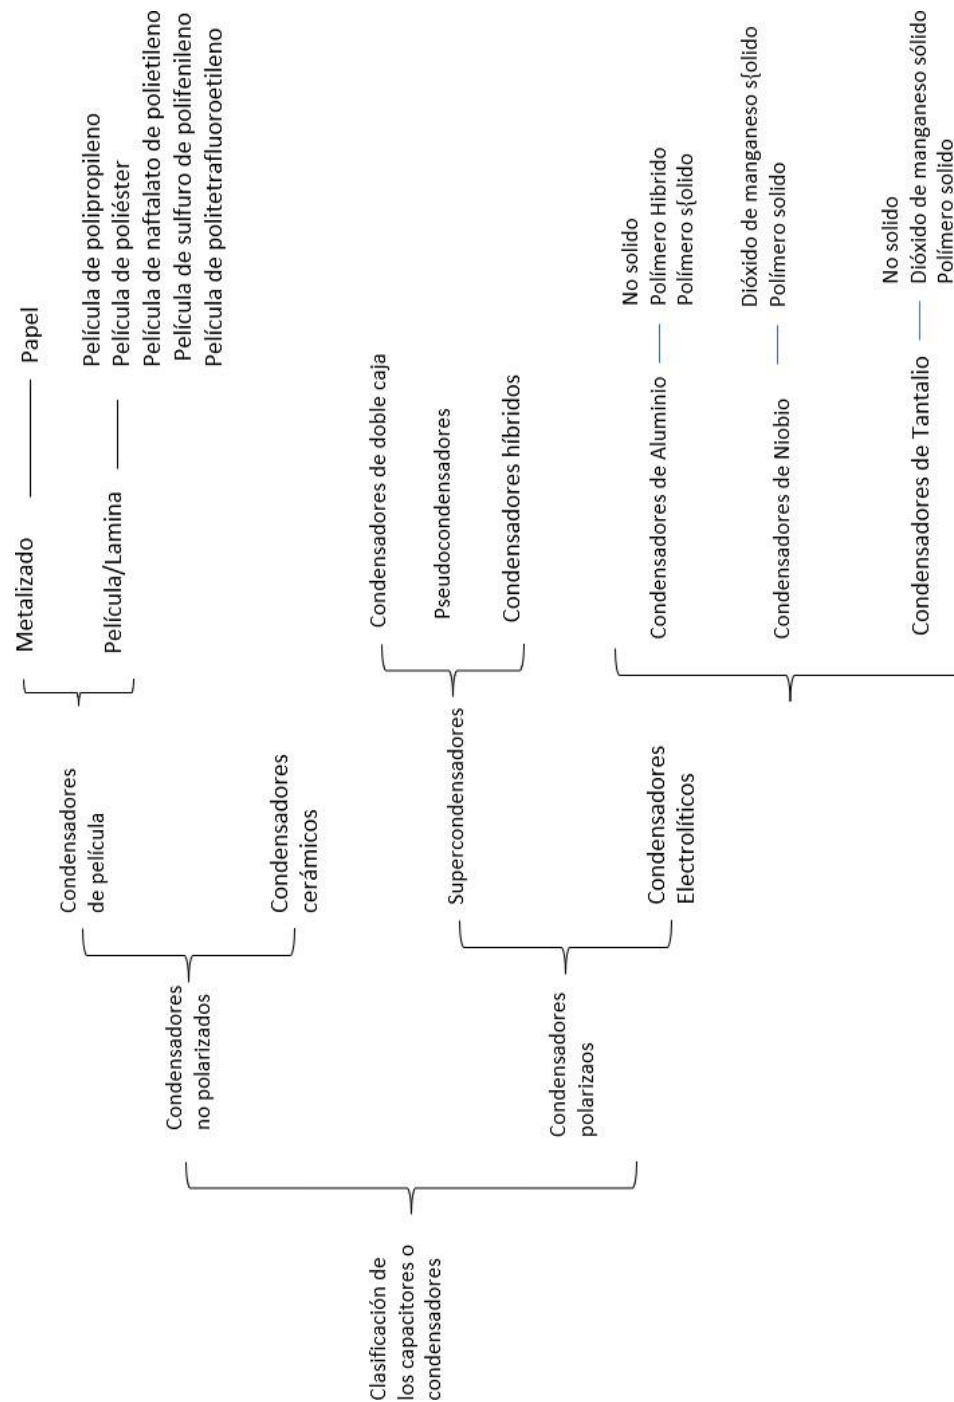 Clasificación de
los capacitores o
condensadores
Condensadores
no polarizados
Condensadores
de película
Metalizado
Papel
Película/Lamina
Película de polipropileno
Película de poliéster
Película de naftalato de polietileno
Película de sulfuro de polifenileno
Película de politetrafluoroetileno
Condensadores
cerámicos
Condensadores
polarizaos
Supercondensadores
Condensadores de doble caja
Pseudocondensadores
Condensadores híbridos
Condensadores
Electrolíticos
Condensadores de Aluminio
No solido
Polímero Hibrido
Polímero s{olido
Condensadores de Niobio
Dióxido de manganeso s{olido
Polímero solido
Condensadores de Tantalio
No solido
Dióxido de manganeso sólido
Polímero solido